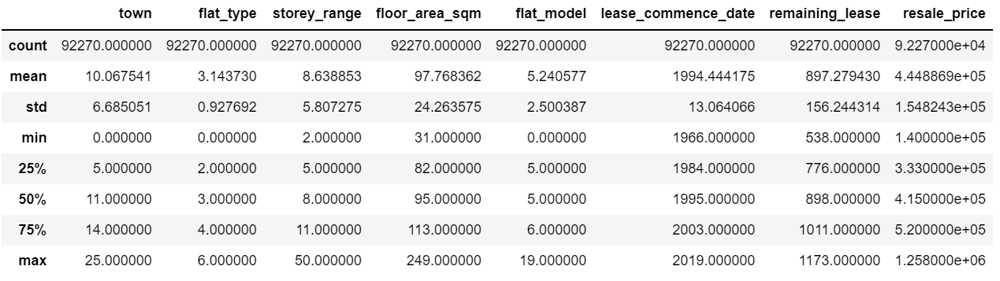 town flat_type storey_range floor_area_sqm flat_model lease_commence_date remaining_lease resale_price
count 92270.000000 92270.000000 92270.000000 92270.000000 92270.000000 92270.000000 92270.000000 9.227000e+04
mean 10.067541 3.143730 8.638853 97.768362 5.240577 1994.444175 897.279430 4.448869e+05
std 6.685051 0.927692 5.807275 24.263575 2.500387 13.064066 156.244314 1.548243e+05
min 0.000000 0.000000 2.000000 31.000000 0.000000 1966.000000 538.000000 1.400000e+05
25% 5.000000 2.000000 5.000000 82.000000 5.000000 1984.000000 776.000000 3.330000e+05
50% 11.000000 3.000000 8.000000 95.000000 5.000000 1995.000000 898.000000 4.150000e+05
75% 14.000000 4.000000 11.000000 113.000000 6.000000 2003.000000 1011.000000 5.200000e+05
max 25.000000 6.000000 50.000000 249.000000 19.000000 2019.000000 1173.000000 1.258000e+06